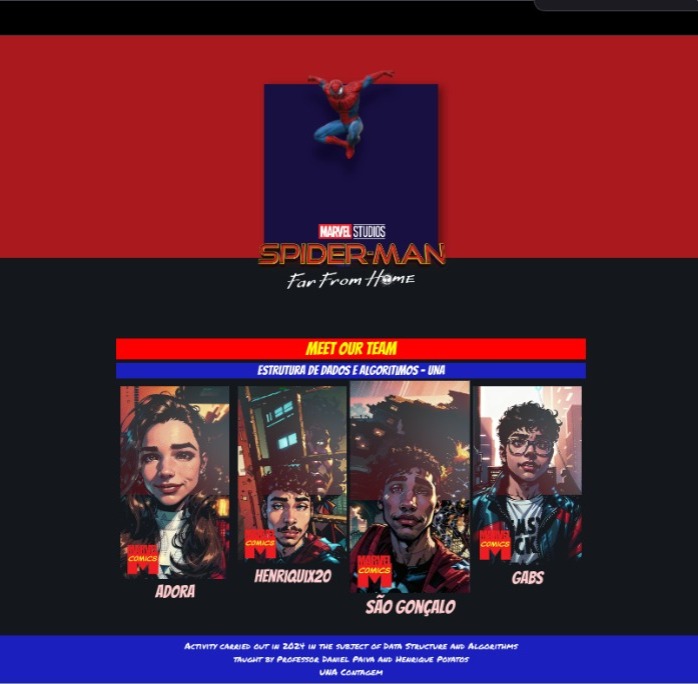 MARVEL STUDIOS
SPIDER-MAN
Far From Home
MEET OUR TEAM
ESTRUTURA DE DADOS E ALGORITIMOS - UNA
MARVEL
COMICS
M
MARVEL
COMICS
M
MARVEL
COMICS
M
MARVEL
COMICS
M
ADORA
HENRIQUIX20
SÃO GONÇALO
GABS
ACTIVITY CARRIED OUT IN 2024 IN THE SUBJECT OF DATA STRUCTURE AND ALGORITHMS
TAUGHT BY PROFESSOR DANIEL PAIVA AND HENRIQUE POYATOS
UNA CONTAGEM